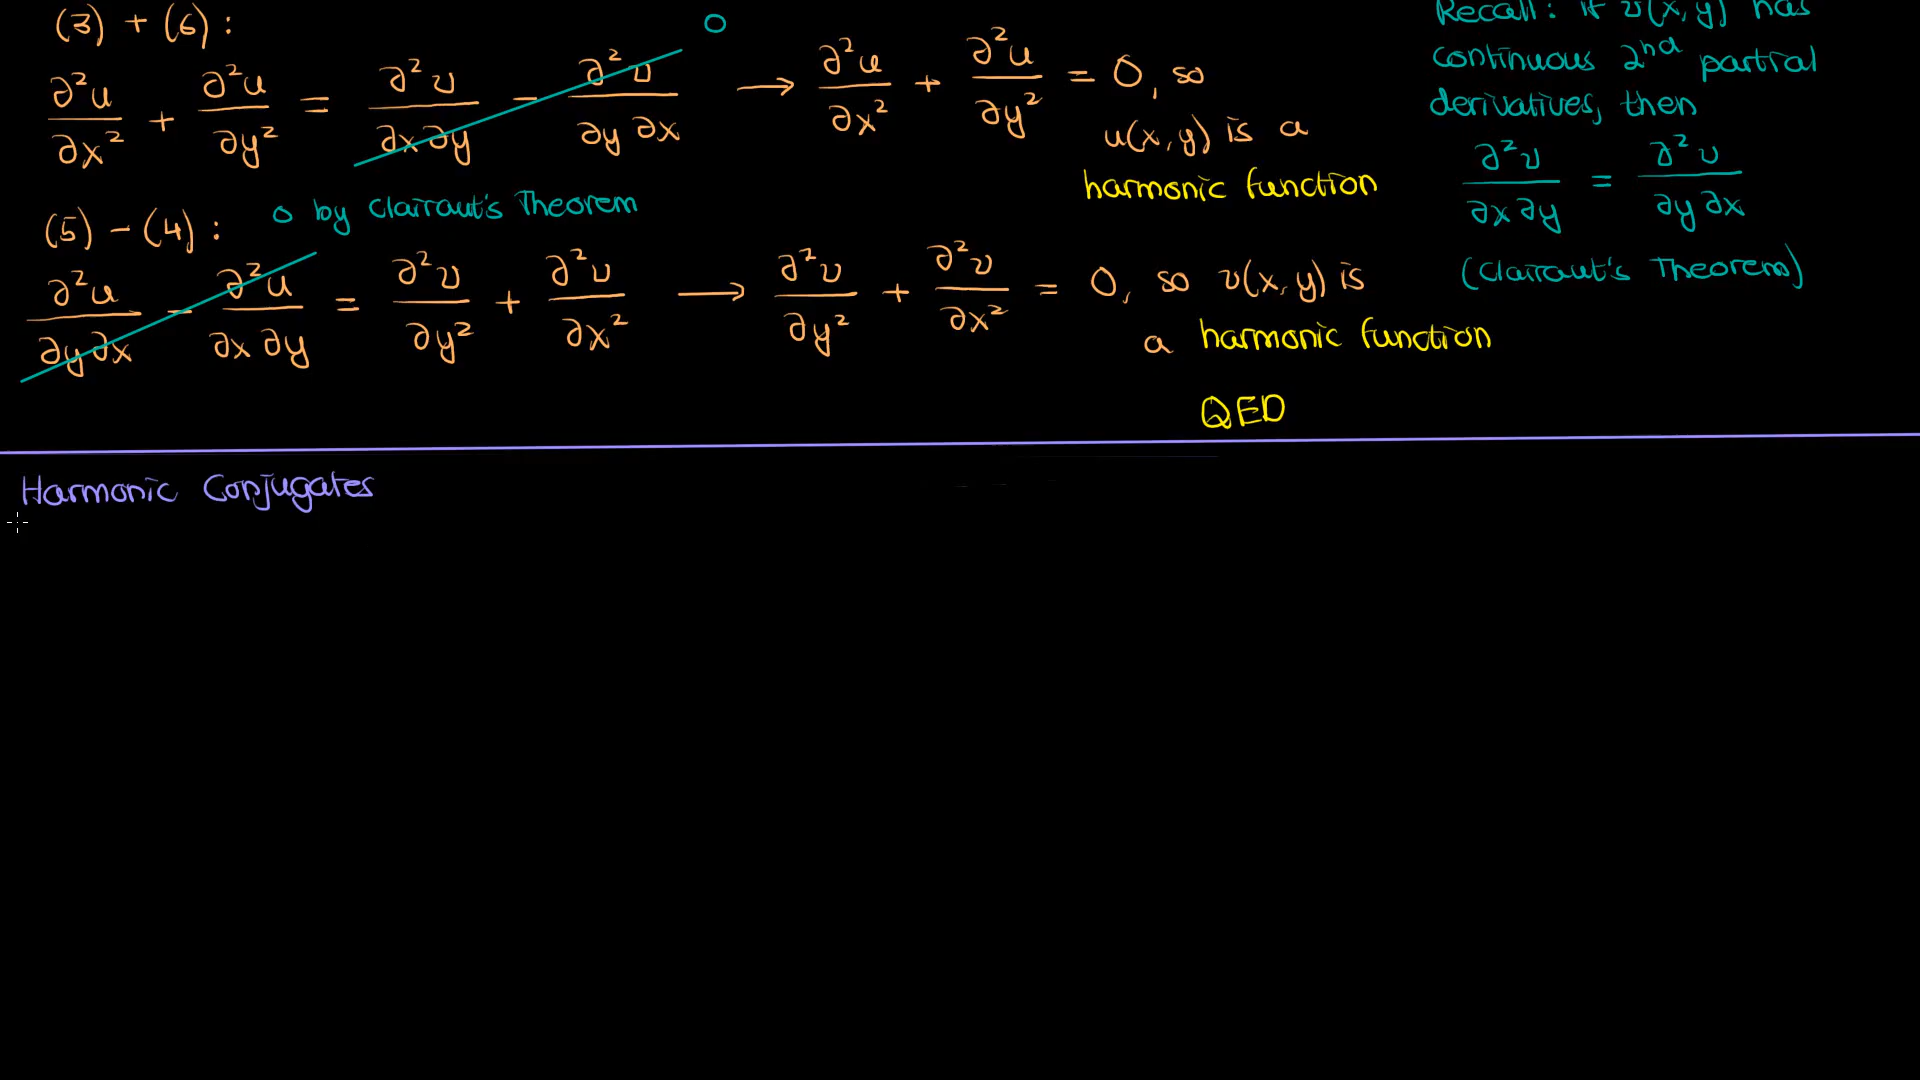 (3) + (6) :
∂²u/∂x² + ∂²u/∂y² = ∂²v/∂x∂y - ∂²v/∂y∂x 0 → ∂²u/∂x² + ∂²u/∂y² = 0, so
u(x,y) is a
harmonic function
(5) - (4) : 0 by Clairaut's Theorem
∂²u/∂y∂x - ∂²u/∂x∂y = ∂²v/∂y² + ∂²v/∂x² → ∂²v/∂y² + ∂²v/∂x² = 0, so v(x,y) is
a harmonic function
QED
Recall: if v(x,y) has
continuous 2nd partial
derivatives, then
∂²v/∂x∂y = ∂²v/∂y∂x
(Clairaut's Theorem)
Harmonic Conjugates